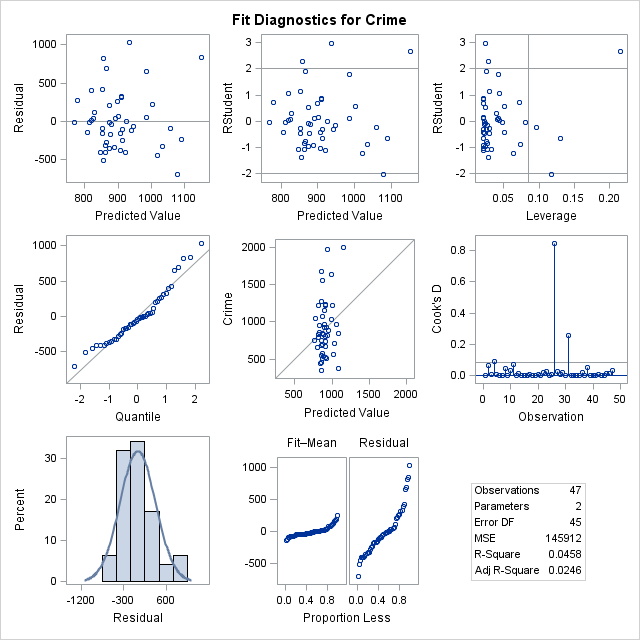 Fit Diagnostics for Crime
1000
500
0
-500
Residual
800 900 1000 1100
Predicted Value
3
2
1
0
-1
-2
RStudent
800 900 1000 1100
Predicted Value
3
2
1
0
-1
-2
RStudent
0.05 0.10 0.15 0.20
Leverage
1000
500
0
-500
Residual
-2 -1 0 1 2
Quantile
2000
1500
1000
500
Crime
500 1000 1500 2000
Predicted Value
0.8
0.6
0.4
0.2
0.0
Cook's D
0 10 20 30 40 50
Observation
30
20
10
0
Percent
-1200 -300 600
Residual
Fit–Mean Residual
1000
500
0
-500
0.0 0.4 0.8 0.0 0.4 0.8
Proportion Less
Observations 47
Parameters 2
Error DF 45
MSE 145912
R-Square 0.0458
Adj R-Square 0.0246